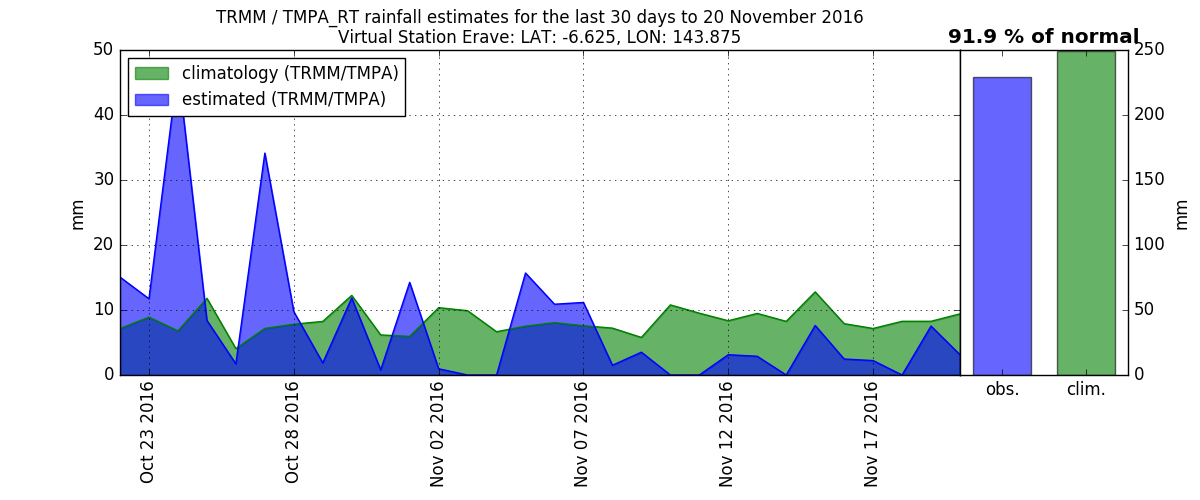 TRMM / TMPA_RT rainfall estimates for the last 30 days to 20 November 2016
Virtual Station Erave: LAT: -6.625, LON: 143.875
91.9 % of normal
climatology (TRMM/TMPA)
estimated (TRMM/TMPA)
mm
50
40
30
20
10
0
Oct 23 2016
Oct 28 2016
Nov 02 2016
Nov 07 2016
Nov 12 2016
Nov 17 2016
obs.
clim.
250
200
150
100
50
0
mm